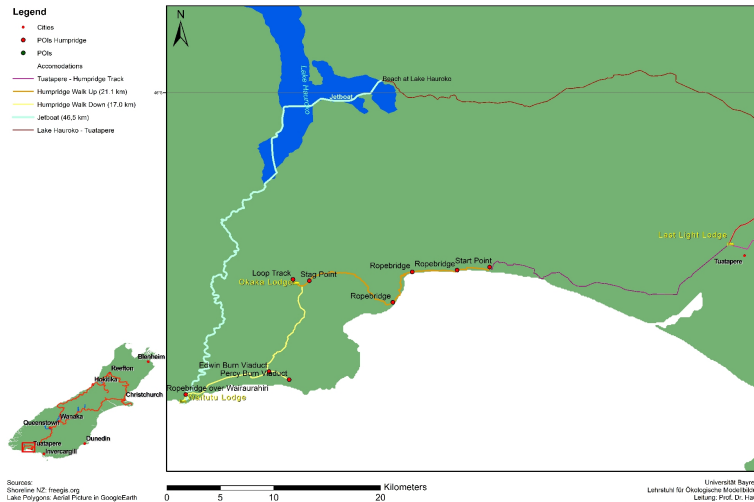 Legend
Cities
POIs Humpridge
POIs
Accomodations
Tuatapere - Humpridge Track
Humpridge Walk Up (21.1 km)
Humpridge Walk Down (17.0 km)
Jetboat (46,5 km)
Lake Hauroko - Tuatapere
N
Lake Hauroko
Beach at Lake Hauroko
Jetboat
Last Light Lodge
Tuatapere
Loop Track
Stag Point
Okaka Lodge
Ropebridge
Ropebridge
Start Point
Ropebridge
Edwin Burn Viaduct
Percy Burn Viaduct
Ropebridge over Wairaurahiri
Waitutu Lodge
Blenheim
Reefton
Hokitika
Christchurch
Wanaka
Queenstown
Dunedin
Tuatapere
Invercargill
Kilometers
0 5 10 20
Sources:
Shoreline NZ: freegis.org
Lake Polygons: Aerial Picture in GoogleEarth
Universität Bayre
Lehrstuhl für Ökologische Modellbilde
Leitung: Prof. Dr. Ha